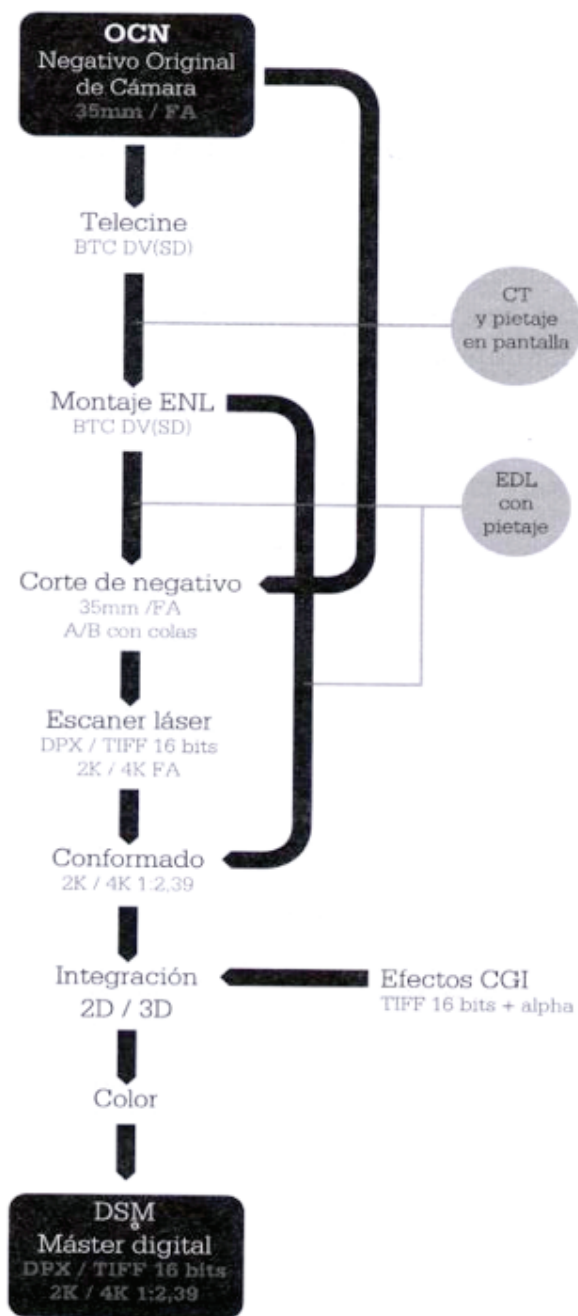 OCN
Negativo Original
de Cámara
35mm / FA
Telecine
BTC DV(SD)
CT
y pietaje
en pantalla
Montaje ENL
BTC DV(SD)
EDL
con
pietaje
Corte de negativo
35mm /FA
A/B con colas
Escaner láser
DPX / TIFF 16 bits
2K / 4K FA
Conformado
2K / 4K 1:2,39
Integración
2D / 3D
Efectos CGI
TIFF 16 bits + alpha
Color
DSM
Máster digital
DPX / TIFF 16 bits
2K / 4K 1:2,39